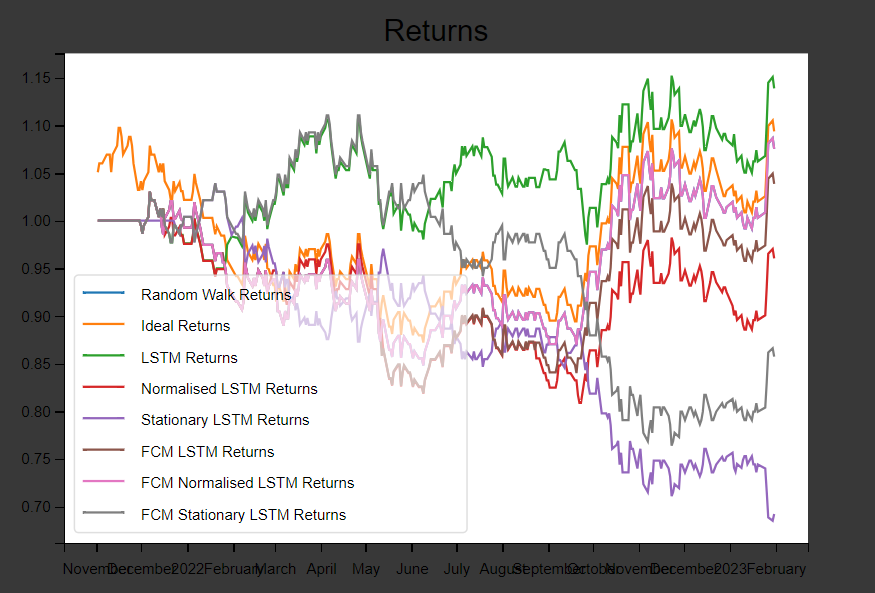 Returns
1.15
1.10
1.05
1.00
0.95
0.90
0.85
0.80
0.75
0.70
Random Walk Returns
Ideal Returns
LSTM Returns
Normalised LSTM Returns
Stationary LSTM Returns
FCM LSTM Returns
FCM Normalised LSTM Returns
FCM Stationary LSTM Returns
November December 2022 February March April May June July August September October November December 2023 February